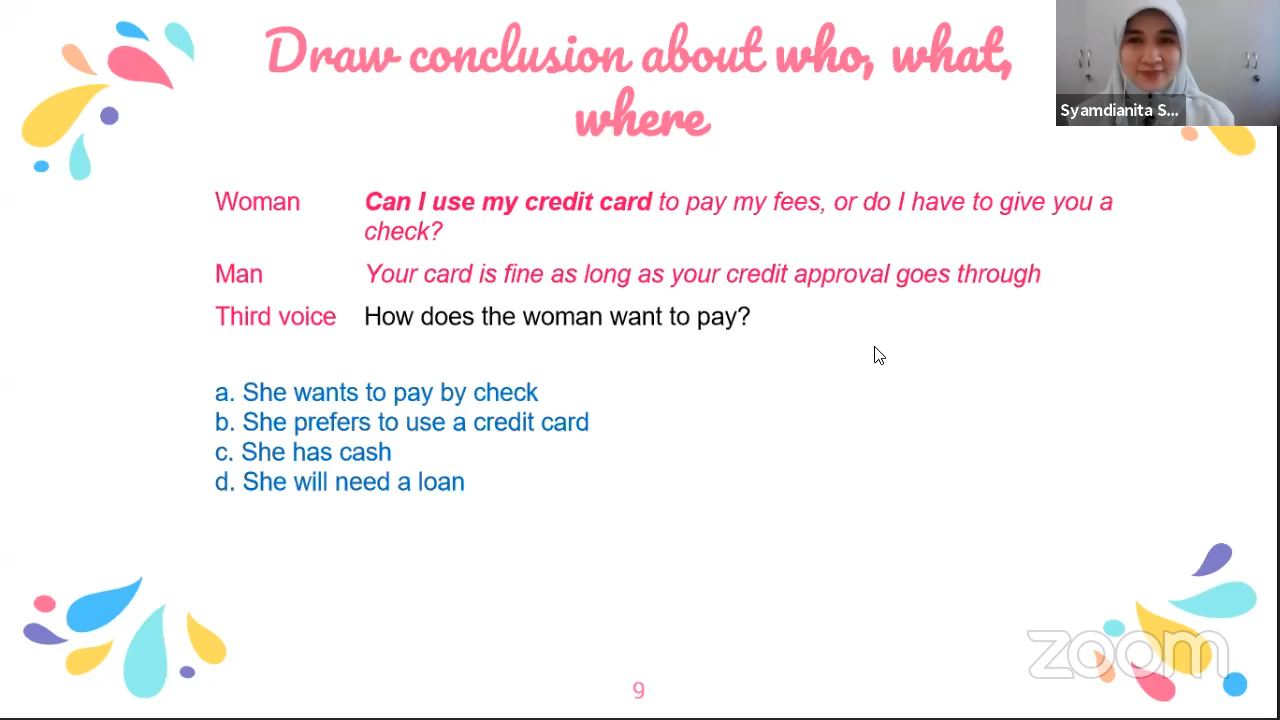 Draw conclusion about who, what,
where
Syamdianita S...
Woman Can I use my credit card to pay my fees, or do I have to give you a
check?
Man Your card is fine as long as your credit approval goes through
Third voice How does the woman want to pay?
a. She wants to pay by check
b. She prefers to use a credit card
c. She has cash
d. She will need a loan
zoom
9